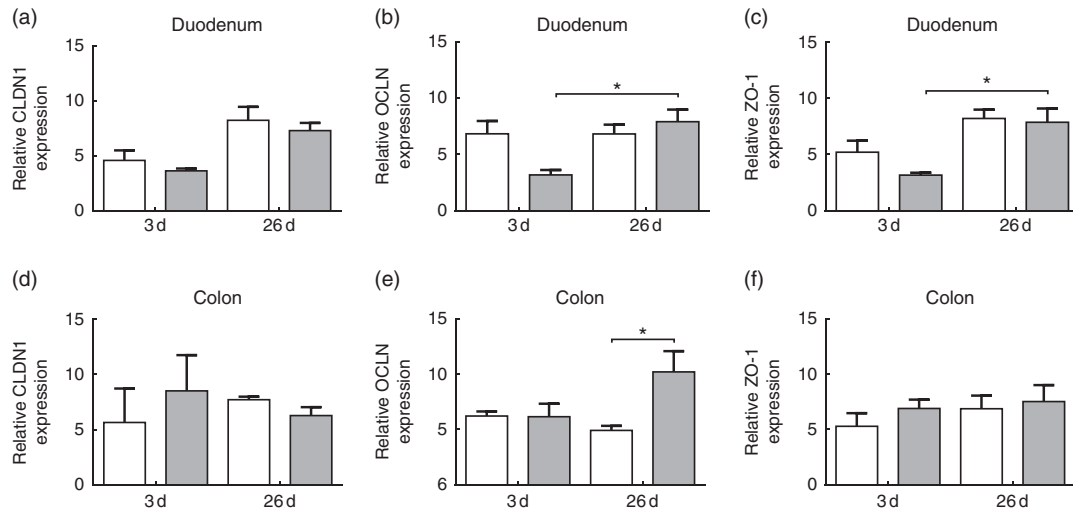 (a)
Duodenum
Relative CLDN1
expression
15
10
5
0
3 d
26 d
(b)
Duodenum
Relative OCLN
expression
15
10
5
0
*
3 d
26 d
(c)
Duodenum
Relative ZO-1
expression
15
10
5
0
*
3 d
26 d
(d)
Colon
Relative CLDN1
expression
15
10
5
0
3 d
26 d
(e)
Colon
Relative OCLN
expression
15
10
5
6
*
3 d
26 d
(f)
Colon
Relative ZO-1
expression
15
10
5
0
3 d
26 d